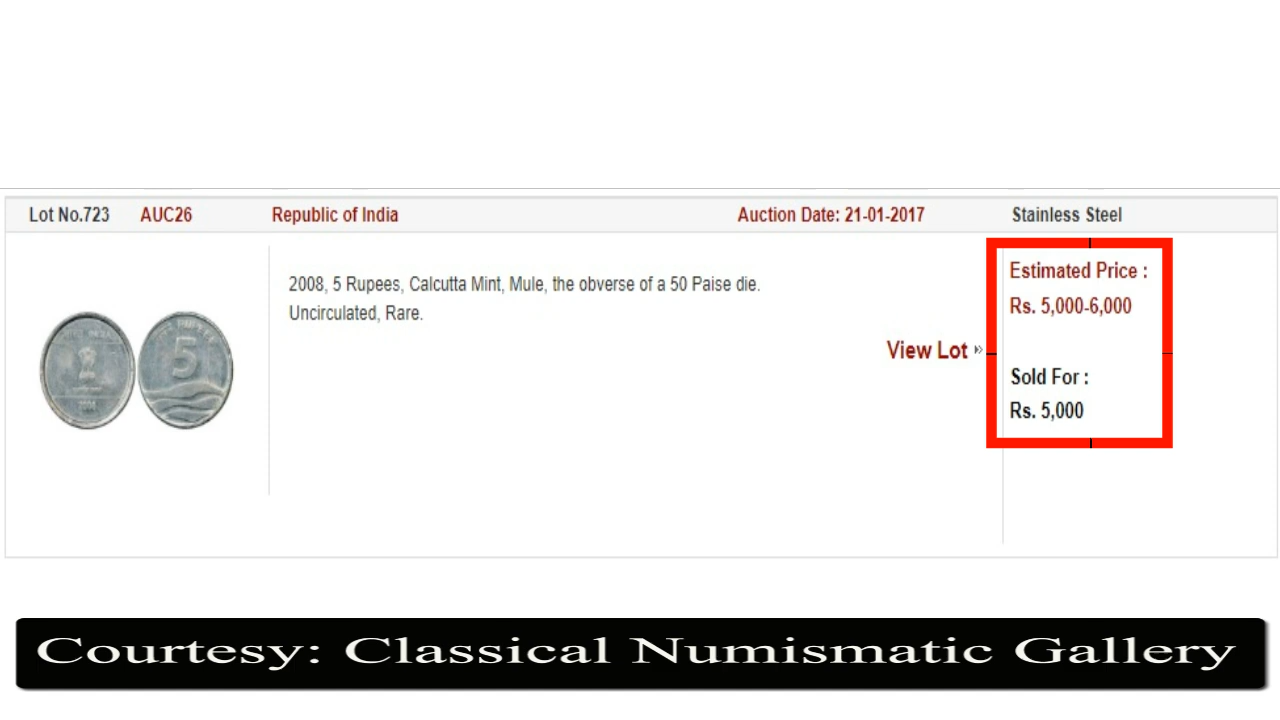 Lot No.723 AUC26 Republic of India Auction Date: 21-01-2017 Stainless Steel
2008, 5 Rupees, Calcutta Mint, Mule, the obverse of a 50 Paise die.
Uncirculated, Rare.
View Lot
Estimated Price :
Rs. 5,000-6,000
Sold For :
Rs. 5,000
5
Courtesy: Classical Numismatic Gallery